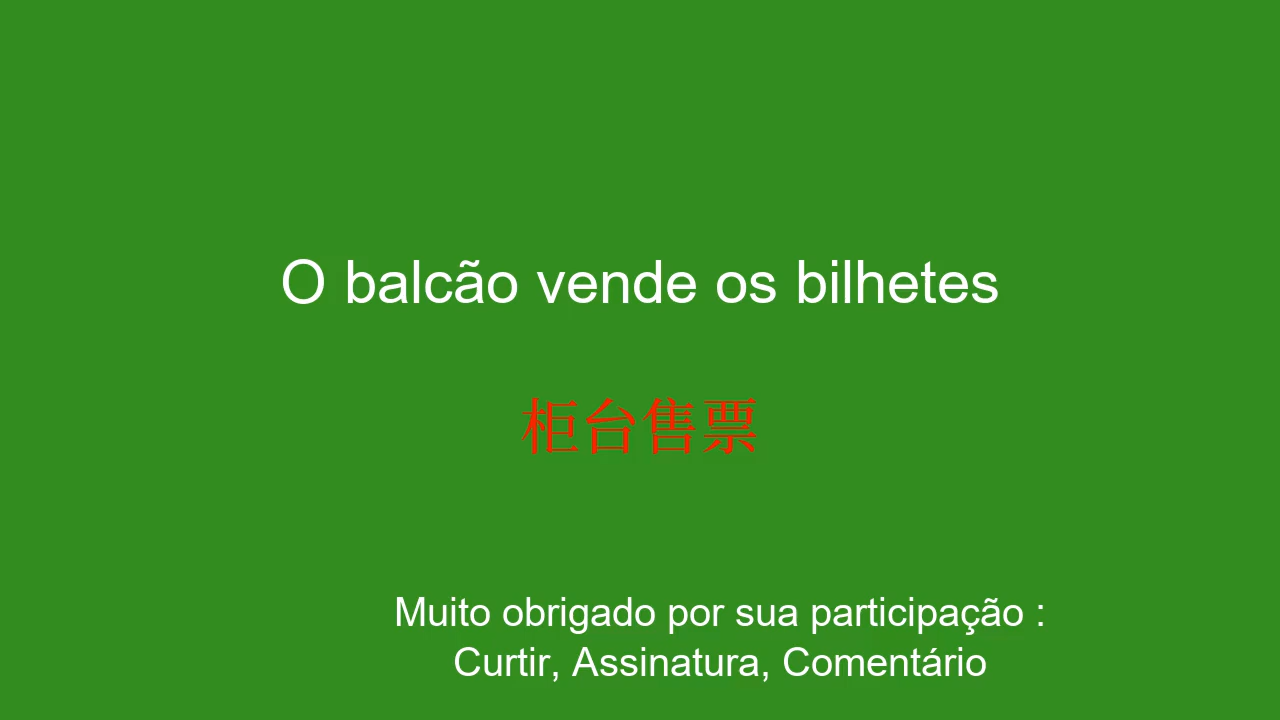 O balcão vende os bilhetes
柜台售票
Muito obrigado por sua participação :
Curtir, Assinatura, Comentário